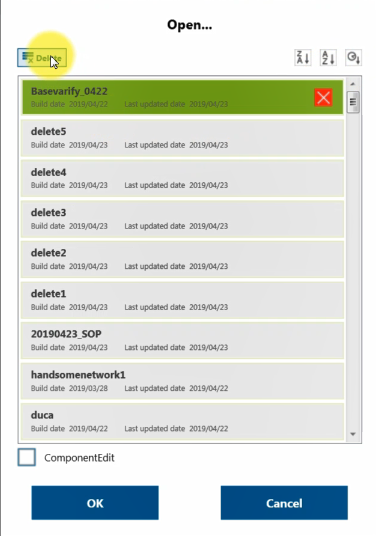 Open...
Delete
Basevarify_0422
Build date 2019/04/22 Last updated date 2019/04/23
delete5
Build date 2019/04/23 Last updated date 2019/04/23
delete4
Build date 2019/04/23 Last updated date 2019/04/23
delete3
Build date 2019/04/23 Last updated date 2019/04/23
delete2
Build date 2019/04/23 Last updated date 2019/04/23
delete1
Build date 2019/04/23 Last updated date 2019/04/23
20190423_SOP
Build date 2019/04/23 Last updated date 2019/04/23
handsomenetwork1
Build date 2019/03/28 Last updated date 2019/04/22
duca
Build date 2019/04/22 Last updated date 2019/04/22
ComponentEdit
OK Cancel